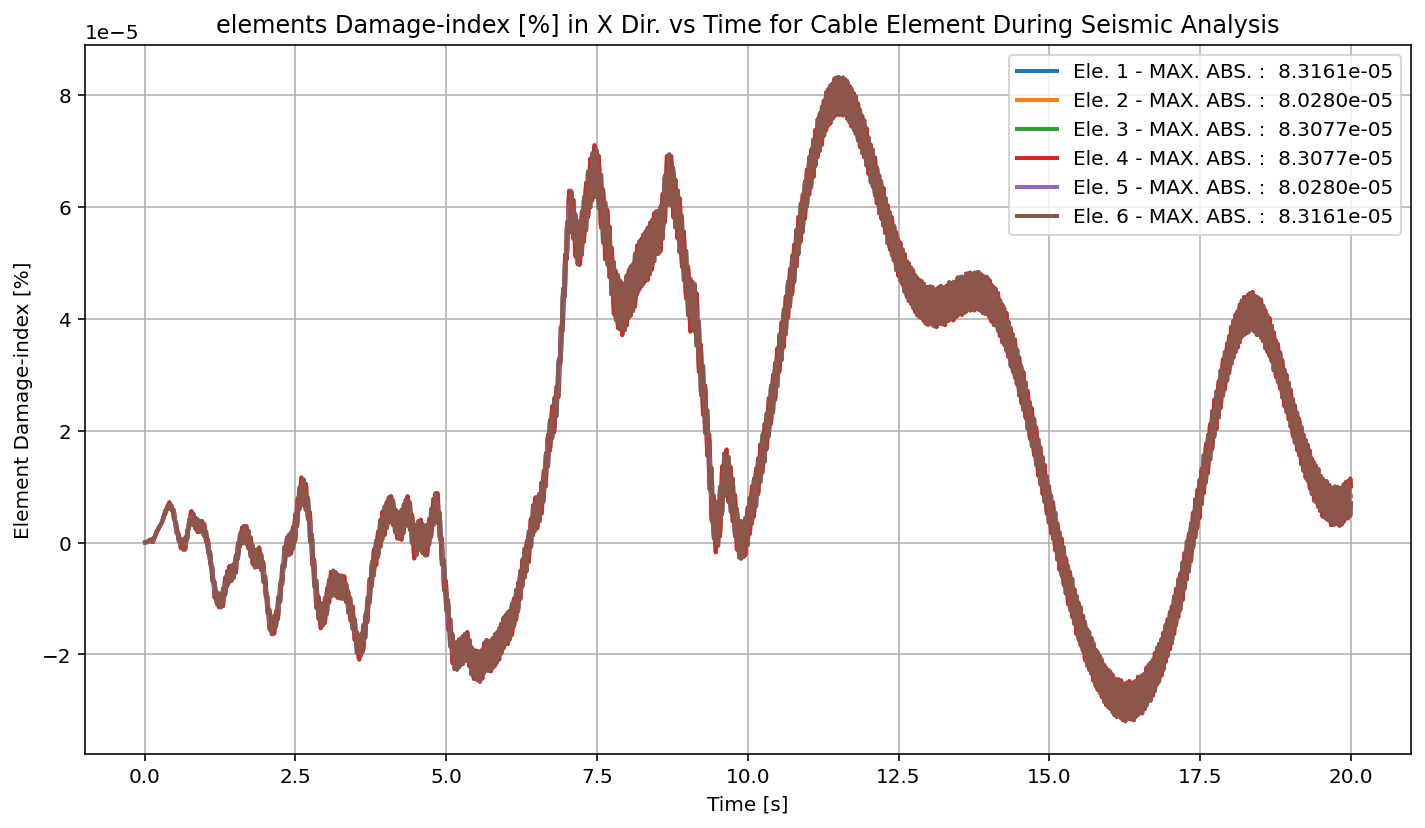 elements Damage-index [%] in X Dir. vs Time for Cable Element During Seismic Analysis
1e−5
Ele. 1 - MAX. ABS. : 8.3161e-05
Ele. 2 - MAX. ABS. : 8.0280e-05
Ele. 3 - MAX. ABS. : 8.3077e-05
Ele. 4 - MAX. ABS. : 8.3077e-05
Ele. 5 - MAX. ABS. : 8.0280e-05
Ele. 6 - MAX. ABS. : 8.3161e-05
8
6
4
2
0
−2
Element Damage-index [%]
0.0 2.5 5.0 7.5 10.0 12.5 15.0 17.5 20.0
Time [s]